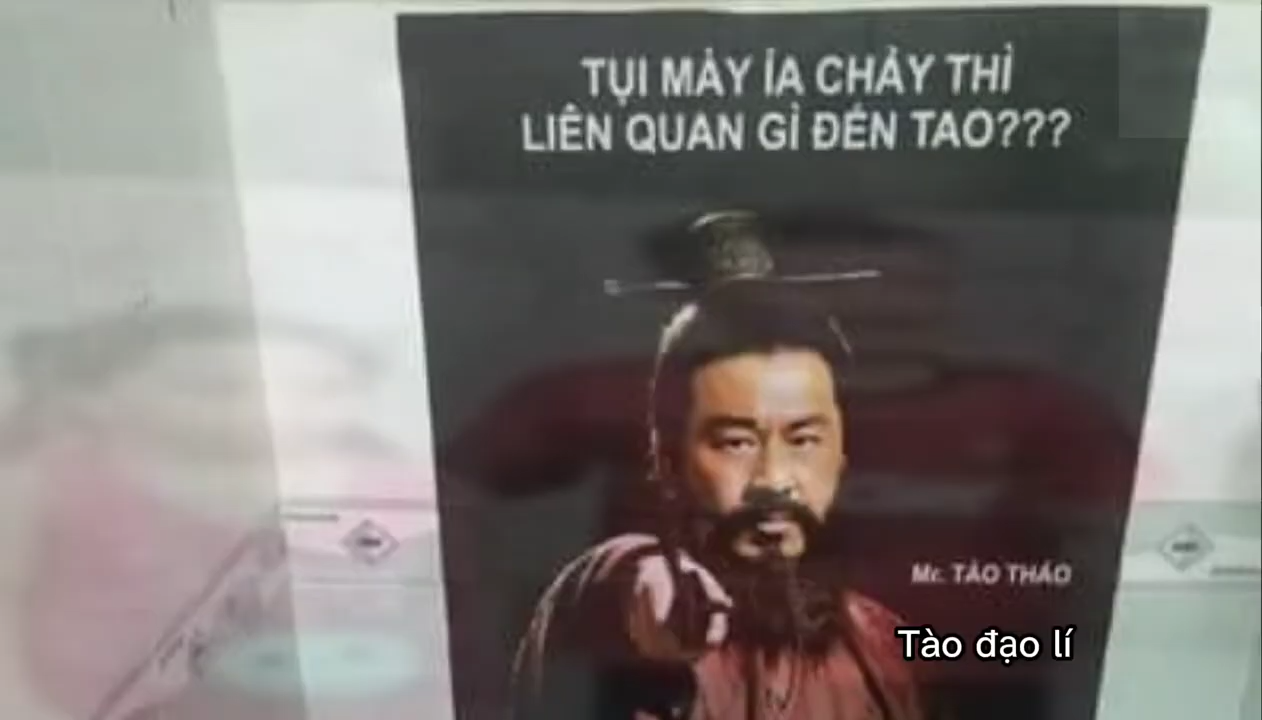 TỤI MÀY ỈA CHẢY THÌ
LIÊN QUAN GÌ ĐẾN TAO???
Mr. TÀO THÁO
Tào đạo lí